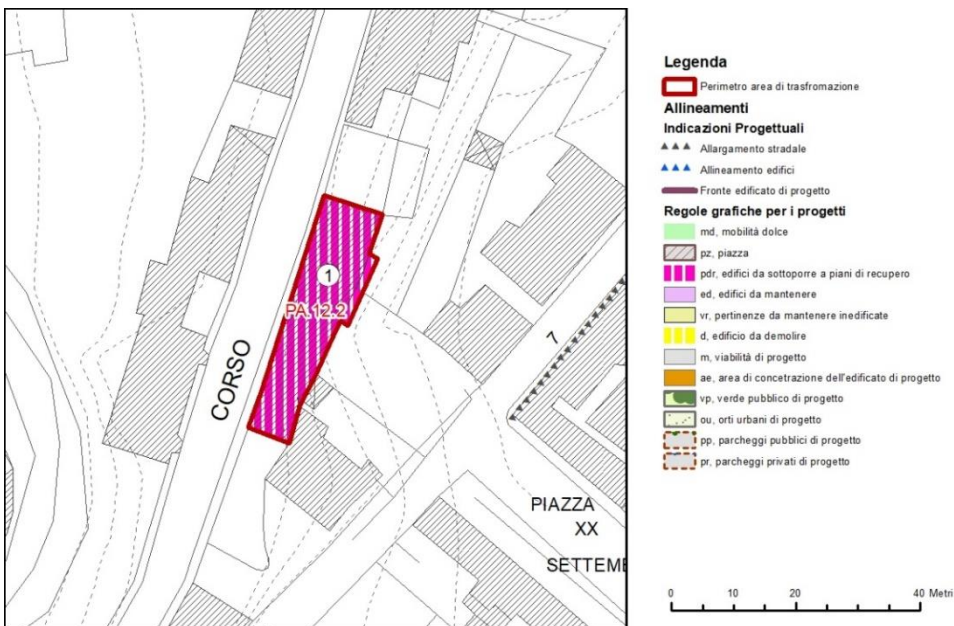 1
PA.12.2
CORSO
7
PIAZZA
XX
SETTEME
Legenda
Perimetro area di trasfromazione
Allineamenti
Indicazioni Progettuali
Allargamento stradale
Allineamento edifici
Fronte edificato di progetto
Regole grafiche per i progetti
md, mobilità dolce
pz, piazza
pdr, edifici da sottoporre a piani di recupero
ed, edifici da mantenere
vr, pertinenze da mantenere inedificate
d, edificio da demolire
m, viabilità di progetto
ae, area di concetrazione dell'edificato di progetto
vp, verde pubblico di progetto
ou, orti urbani di progetto
pp, parcheggi pubblici di progetto
pr, parcheggi privati di progetto
0 10 20 40 Metri